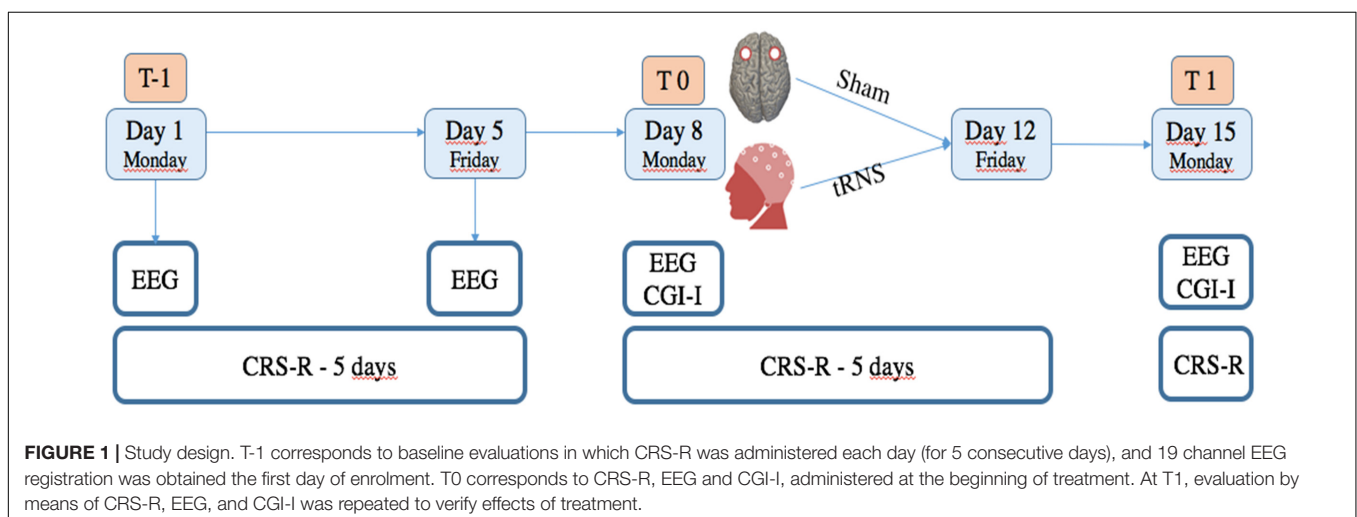 T-1
T 0
T 1
Day 1
Monday
Day 5
Friday
Day 8
Monday
Sham
tRNS
Day 12
Friday
Day 15
Monday
EEG
EEG
EEG
CGI-I
EEG
CGI-I
CRS-R - 5 days
CRS-R - 5 days
CRS-R
FIGURE 1 | Study design. T-1 corresponds to baseline evaluations in which CRS-R was administered each day (for 5 consecutive days), and 19 channel EEG
registration was obtained the first day of enrolment. T0 corresponds to CRS-R, EEG and CGI-I, administered at the beginning of treatment. At T1, evaluation by
means of CRS-R, EEG, and CGI-I was repeated to verify effects of treatment.